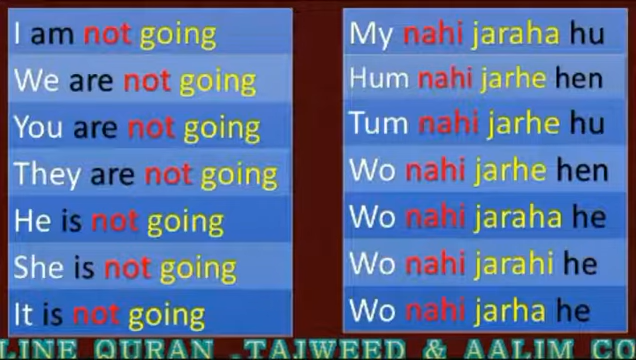 I am not going
We are not going
You are not going
They are not going
He is not going
She is not going
It is not going
My nahi jaraha hu
Hum nahi jarhe hen
Tum nahi jarhe hu
Wo nahi jarhe hen
Wo nahi jaraha he
Wo nahi jarahi he
Wo nahi jarha he
LINE QURAN -TAJWEED & AALIM CO